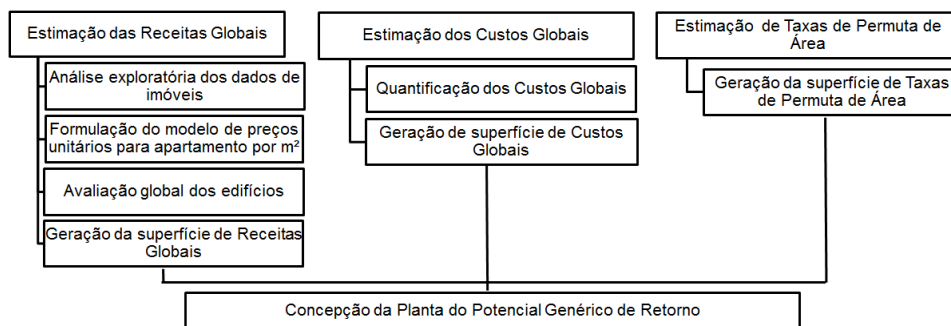 Estimação das Receitas Globais
Análise exploratória dos dados de
imóveis
Formulação do modelo de preços
unitários para apartamento por m²
Avaliação global dos edifícios
Geração da superfície de Receitas
Globais
Estimação dos Custos Globais
Quantificação dos Custos Globais
Geração de superfície de Custos
Globais
Estimação de Taxas de Permuta de
Área
Geração da superfície de Taxas
de Permuta de Área
Concepção da Planta do Potencial Genérico de Retorno